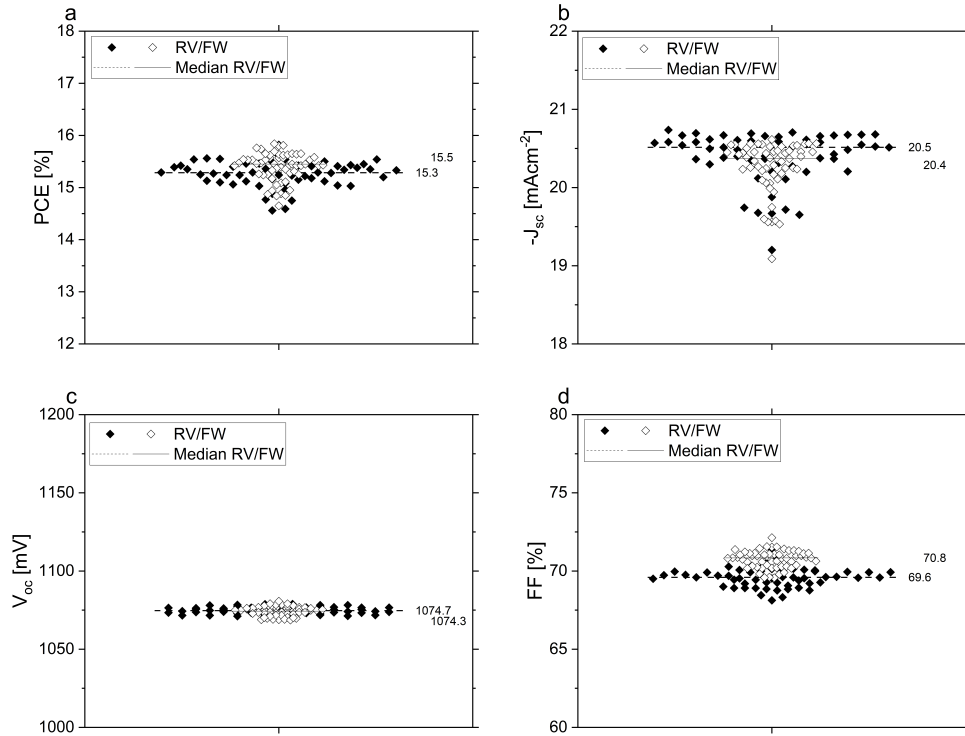 a
18
17
16
15
14
13
12
PCE [%]
RV/FW
Median RV/FW
15.5
15.3
b
22
21
20
19
18
-Jsc [mAcm-2]
RV/FW
Median RV/FW
20.5
20.4
c
1200
1150
1100
1050
1000
Voc [mV]
RV/FW
Median RV/FW
1074.7
1074.3
d
80
75
70
65
60
FF [%]
RV/FW
Median RV/FW
70.8
69.6